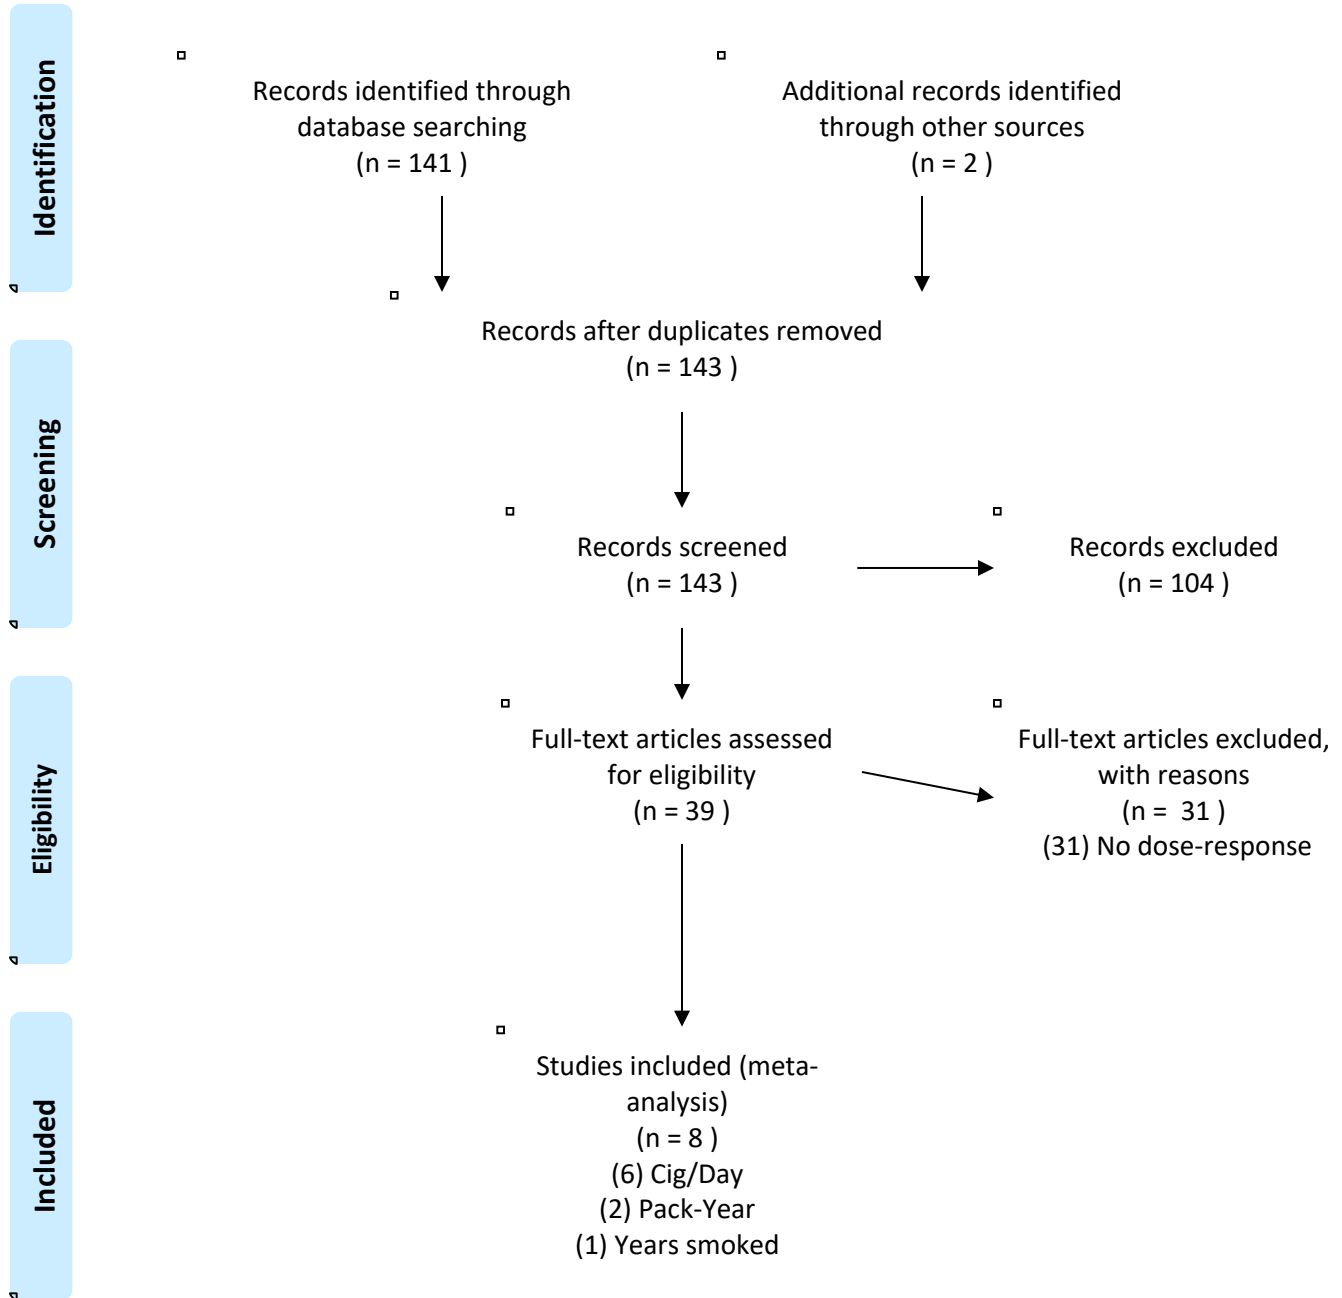 Identification
Records identified through
database searching
(n = 141 )
Additional records identified
through other sources
(n = 2 )
Records after duplicates removed
(n = 143 )
Screening
Records screened
(n = 143 )
Records excluded
(n = 104 )
Eligibility
Full-text articles assessed
for eligibility
(n = 39 )
Full-text articles excluded,
with reasons
(n =  31 )
(31) No dose-response
Included
Studies included (meta-
analysis)
(n = 8 )
(6) Cig/Day
(2) Pack-Year
(1) Years smoked